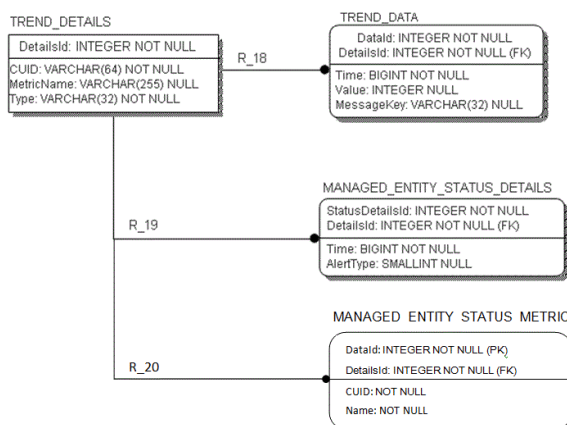 TREND_DETAILS
DetailsId: INTEGER NOT NULL
CUID: VARCHAR(64) NOT NULL
MetricName: VARCHAR(255) NULL
Type: VARCHAR(32) NOT NULL
R_18
TREND_DATA
DataId: INTEGER NOT NULL
DetailsId: INTEGER NOT NULL (FK)
Time: BIGINT NOT NULL
Value: INTEGER NULL
MessageKey: VARCHAR(32) NULL
R_19
MANAGED_ENTITY_STATUS_DETAILS
StatusDetailsId: INTEGER NOT NULL
DetailsId: INTEGER NOT NULL (FK)
Time: BIGINT NOT NULL
AlertType: SMALLINT NULL
R_20
MANAGED ENTITY STATUS METRIC
DataId: INTEGER NOT NULL (PK)
DetailsId: INTEGER NOT NULL (FK)
CUID: NOT NULL
Name: NOT NULL